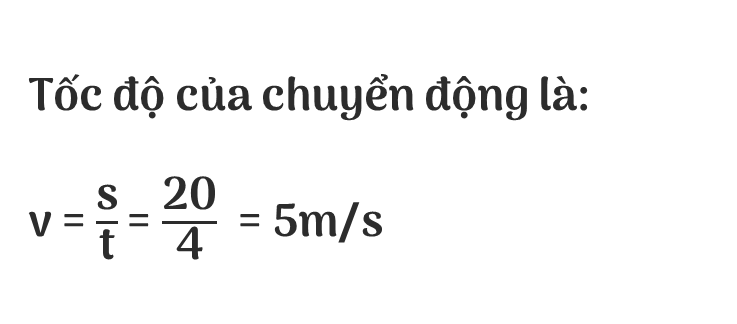 Tốc độ của chuyển động là:
v = s/t = 20/4 = 5m/s